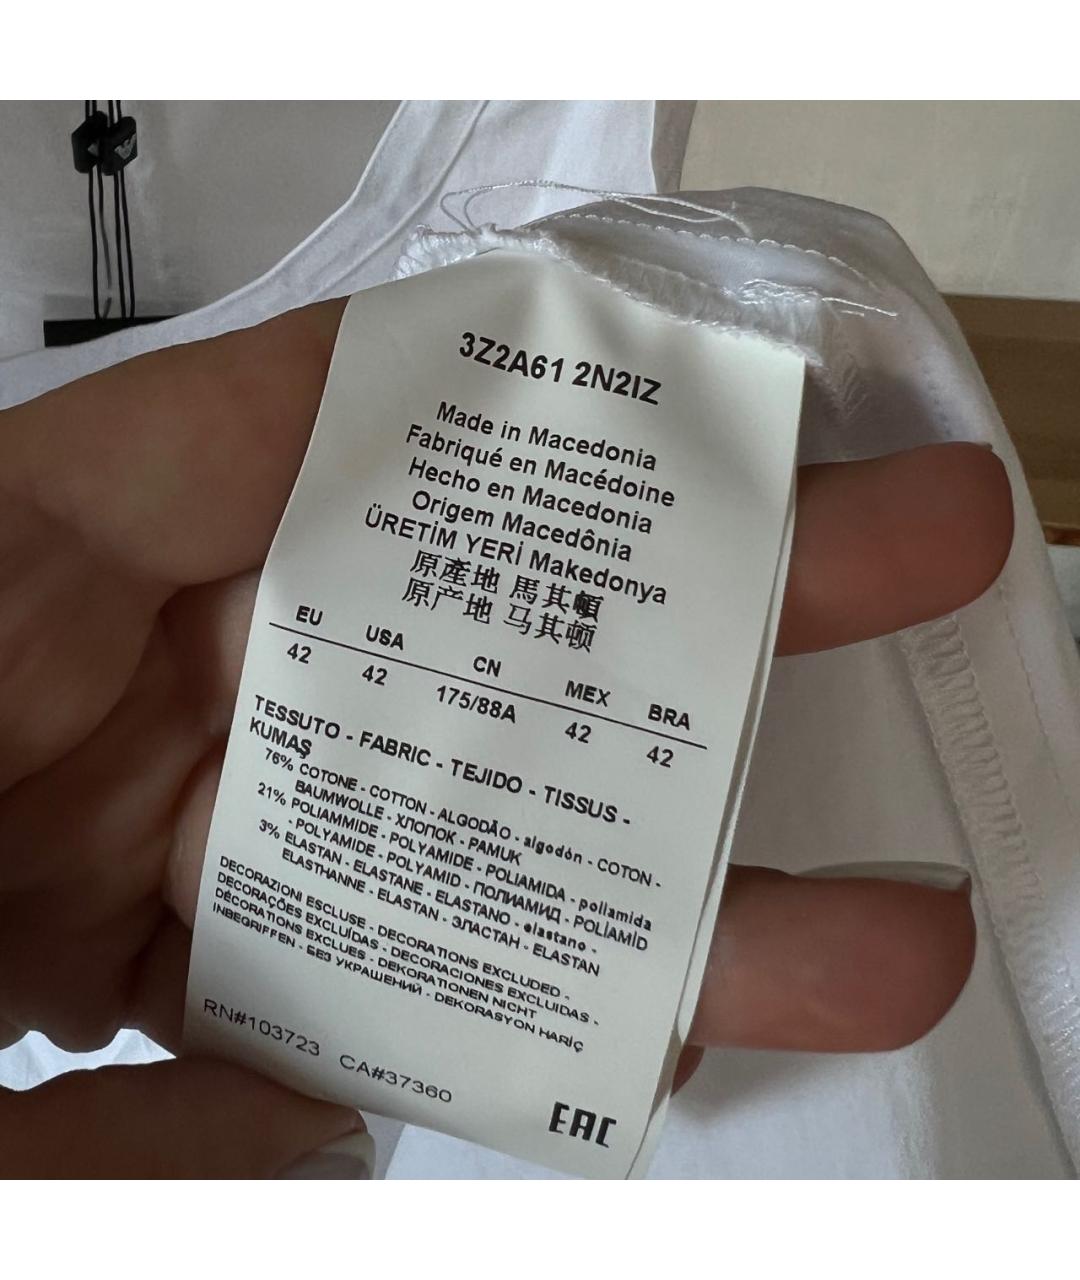 3Z2A61 2N2IZ
Made in Macedonia
Fabriqué en Macédoine
Hecho en Macedonia
Origem Macedônia
ÜRETİM YERİ Makedonya
原產地 馬其頓
原产地 马其顿
EU USA CN MEX BRA
42 42 175/88A 42 42
TESSUTO - FABRIC - TEJIDO - TISSUS -
KUMAŞ
76% COTONE - COTTON - ALGODÃO - algodón - COTON -
BAUMWOLLE - ХЛОПОК - PAMUK
21% POLIAMMIDE - POLYAMIDE - POLIAMIDA - poliamida
- POLYAMIDE - POLYAMID - ПОЛИАМИД - POLİAMİD
3% ELASTAN - ELASTANE - ELASTANO - elastano -
ELASTHANNE - ELASTAN - ЭЛАСТАН - ELASTAN
DECORAZIONI ESCLUSE - DECORATIONS EXCLUDED -
DECORAÇÕES EXCLUÍDAS - DECORACIONES EXCLUIDAS -
DÉCORATIONS EXCLUES - DEKORATIONEN NICHT
INBEGRIFFEN - БЕЗ УКРАШЕНИЙ - DEKORASYON HARİÇ
RN#103723 CA#37360
EAC